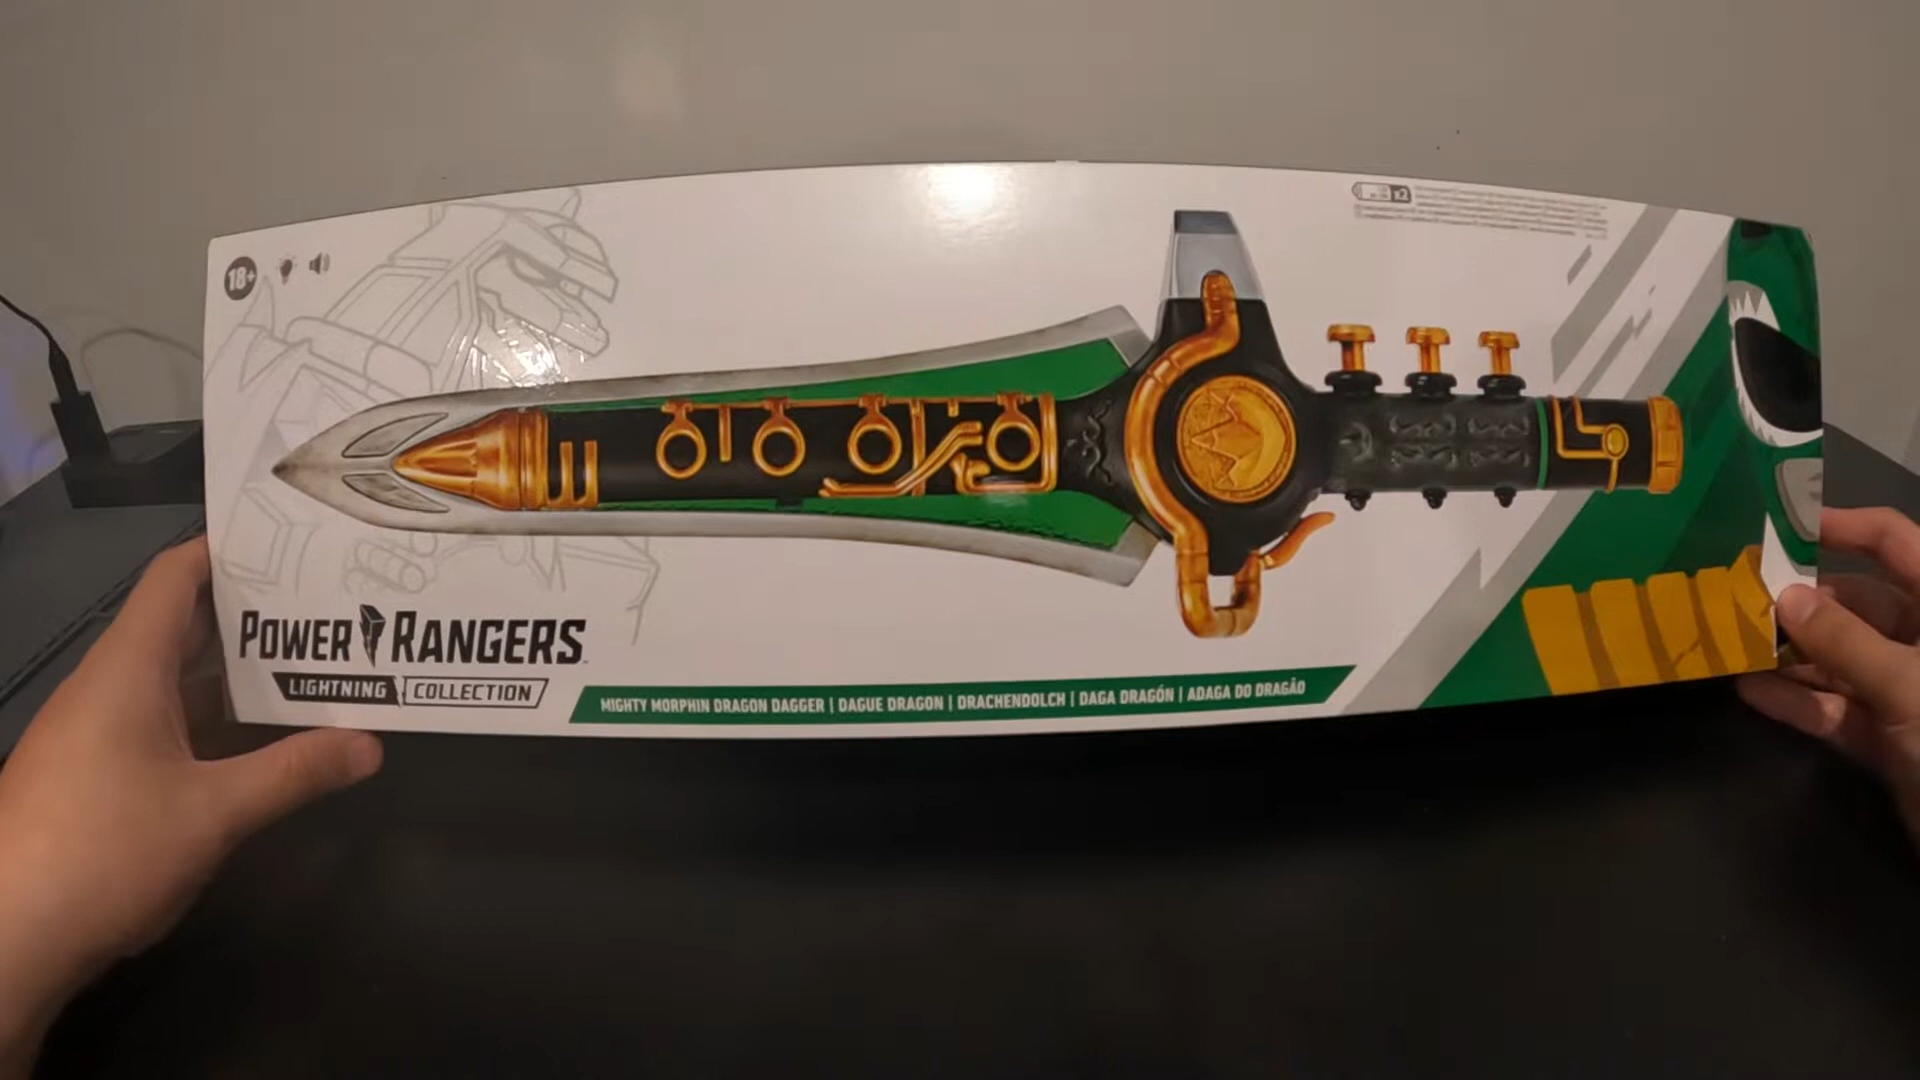 18+
x2
POWER RANGERS
LIGHTNING COLLECTION
MIGHTY MORPHIN DRAGON DAGGER | DAGUE DRAGON | DRACHENDOLCH | DAGA DRAGÓN | ADAGA DO DRAGÃO